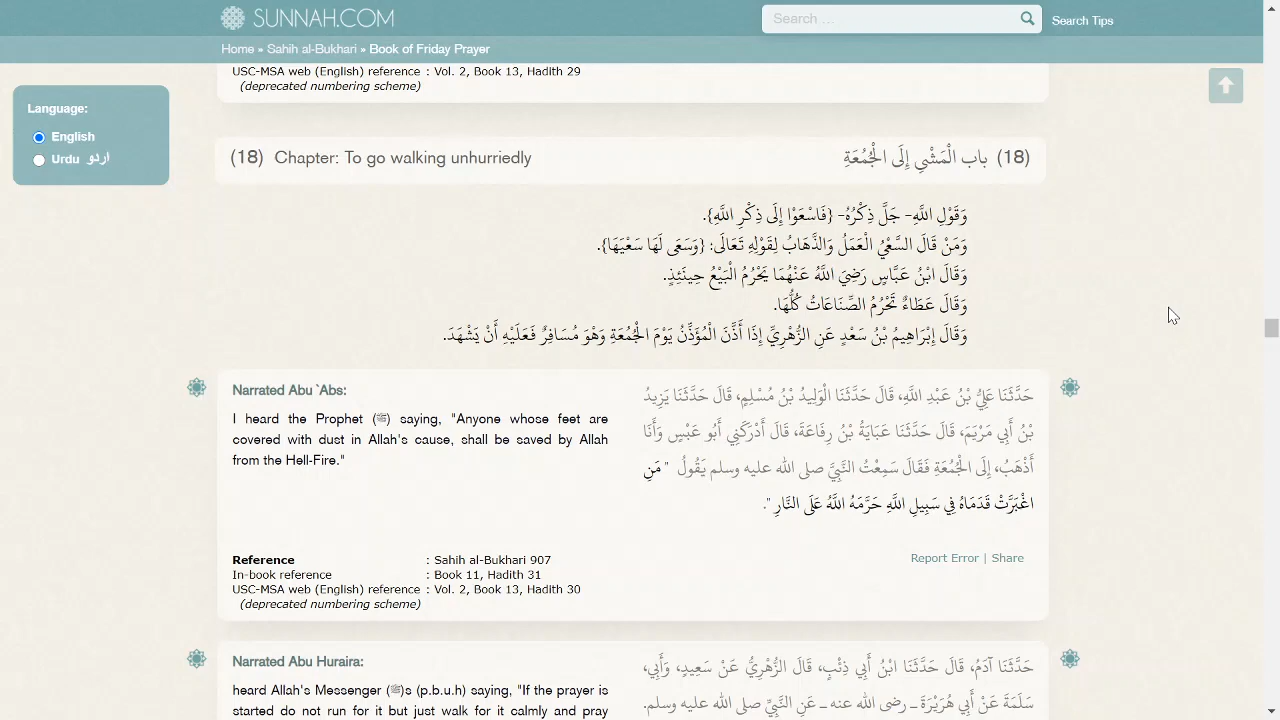 SUNNAH.COM
Search …
Search Tips
Home » Sahih al-Bukhari » Book of Friday Prayer
USC-MSA web (English) reference : Vol. 2, Book 13, Hadith 29
(deprecated numbering scheme)
Language:
English
Urdu اردو
(18) Chapter: To go walking unhurriedly
(18) باب الْمَشْىِ إِلَى الْجُمُعَةِ
وَقَوْلِ اللَّهِ- جَلَّ ذِكْرُهُ- {فَاسْعَوْا إِلَى ذِكْرِ اللَّهِ}.
وَمَنْ قَالَ السَّعْيُ الْعَمَلُ وَالذَّهَابُ لِقَوْلِهِ تَعَالَى: {وَسَعَى لَهَا سَعْيَهَا}.
وَقَالَ ابْنُ عَبَّاسٍ رَضِيَ اللَّهُ عَنْهُمَا يَحْرُمُ الْبَيْعُ حِينَئِذٍ.
وَقَالَ عَطَاءٌ تَحْرُمُ الصِّنَاعَاتُ كُلُّهَا.
وَقَالَ إِبْرَاهِيمُ بْنُ سَعْدٍ عَنِ الزُّهْرِيِّ إِذَا أَذَّنَ الْمُؤَذِّنُ يَوْمَ الْجُمُعَةِ وَهْوَ مُسَافِرٌ فَعَلَيْهِ أَنْ يَشْهَدَ.
Narrated Abu `Abs:
I heard the Prophet (ﷺ) saying, "Anyone whose feet are
covered with dust in Allah's cause, shall be saved by Allah
from the Hell-Fire."
حَدَّثَنَا عَلِيُّ بْنُ عَبْدِ اللَّهِ، قَالَ حَدَّثَنَا الْوَلِيدُ بْنُ مُسْلِمٍ، قَالَ حَدَّثَنَا يَزِيدُ
بْنُ أَبِي مَرْيَمَ، قَالَ حَدَّثَنَا عَبَايَةُ بْنُ رِفَاعَةَ، قَالَ أَدْرَكَنِي أَبُو عَبْسٍ وَأَنَا
أَذْهَبُ، إِلَى الْجُمُعَةِ فَقَالَ سَمِعْتُ النَّبِيَّ صلى الله عليه وسلم يَقُولُ " مَنِ
اغْبَرَّتْ قَدَمَاهُ فِي سَبِيلِ اللَّهِ حَرَّمَهُ اللَّهُ عَلَى النَّارِ ".
Reference : Sahih al-Bukhari 907
In-book reference : Book 11, Hadith 31
USC-MSA web (English) reference : Vol. 2, Book 13, Hadith 30
(deprecated numbering scheme)
Report Error | Share
Narrated Abu Huraira:
heard Allah's Messenger (ﷺ)s (p.b.u.h) saying, "If the prayer is
started do not run for it but just walk for it calmly and pray
حَدَّثَنَا آدَمُ، قَالَ حَدَّثَنَا ابْنُ أَبِي ذِئْبٍ، قَالَ الزُّهْرِيُّ عَنْ سَعِيدٍ، وَأَبِي،
سَلَمَةَ عَنْ أَبِي هُرَيْرَةَ ـ رضى الله عنه ـ عَنِ النَّبِيِّ صلى الله عليه وسلم.